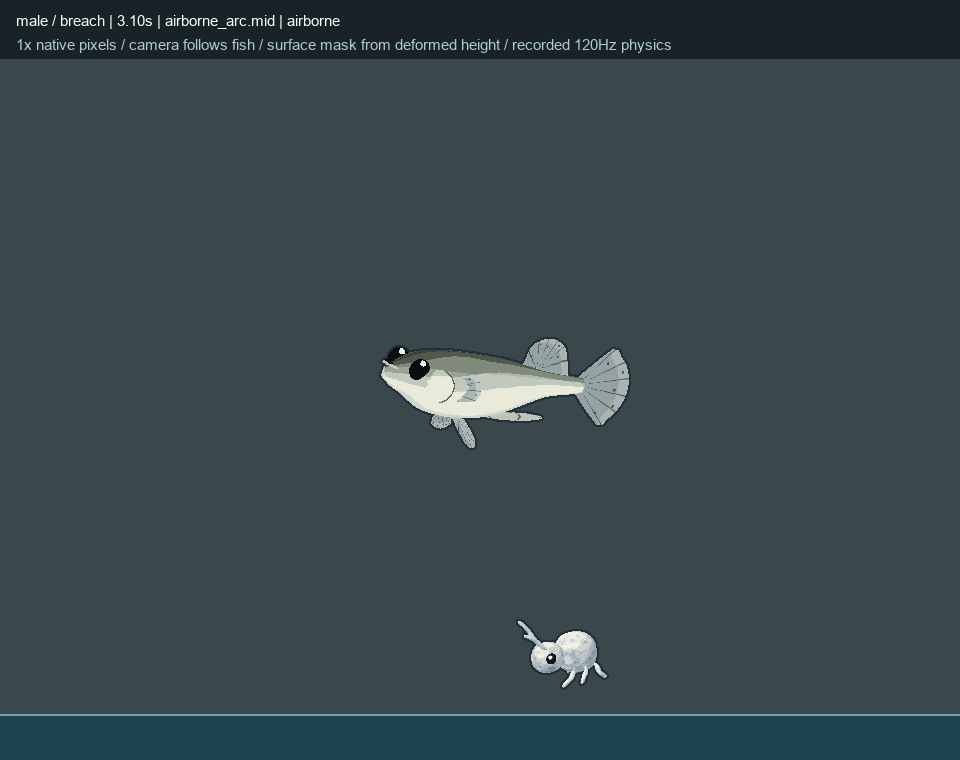 male / breach | 3.10s | airborne_arc.mid | airborne
1x native pixels / camera follows fish / surface mask from deformed height / recorded 120Hz physics